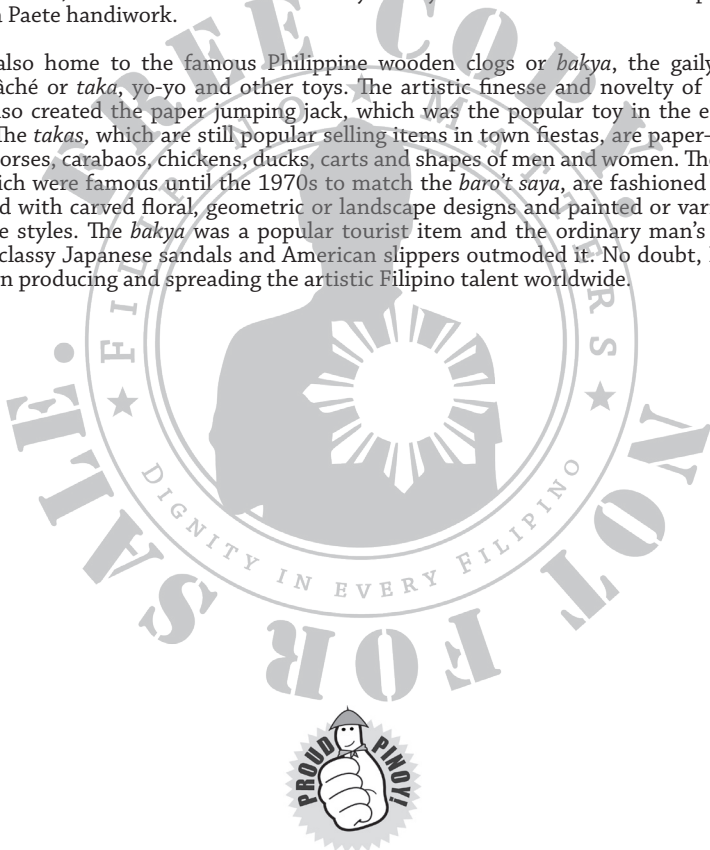 n Paete handiwork.
also home to the famous Philippine wooden clogs or bakya, the gaily
âché or taka, yo-yo and other toys. The artistic finesse and novelty of
so created the paper jumping jack, which was the popular toy in the e
The takas, which are still popular selling items in town fiestas, are paper-
orses, carabaos, chickens, ducks, carts and shapes of men and women. The
ich were famous until the 1970s to match the baro't saya, are fashioned
d with carved floral, geometric or landscape designs and painted or var
e styles. The bakya was a popular tourist item and the ordinary man's
classy Japanese sandals and American slippers outmoded it. No doubt,
n producing and spreading the artistic Filipino talent worldwide.
FREE COPY.
NOT FOR SALE.
FILIPINO MATTERS
DIGNITY IN EVERY FILIPINO
PROUD PINOY!